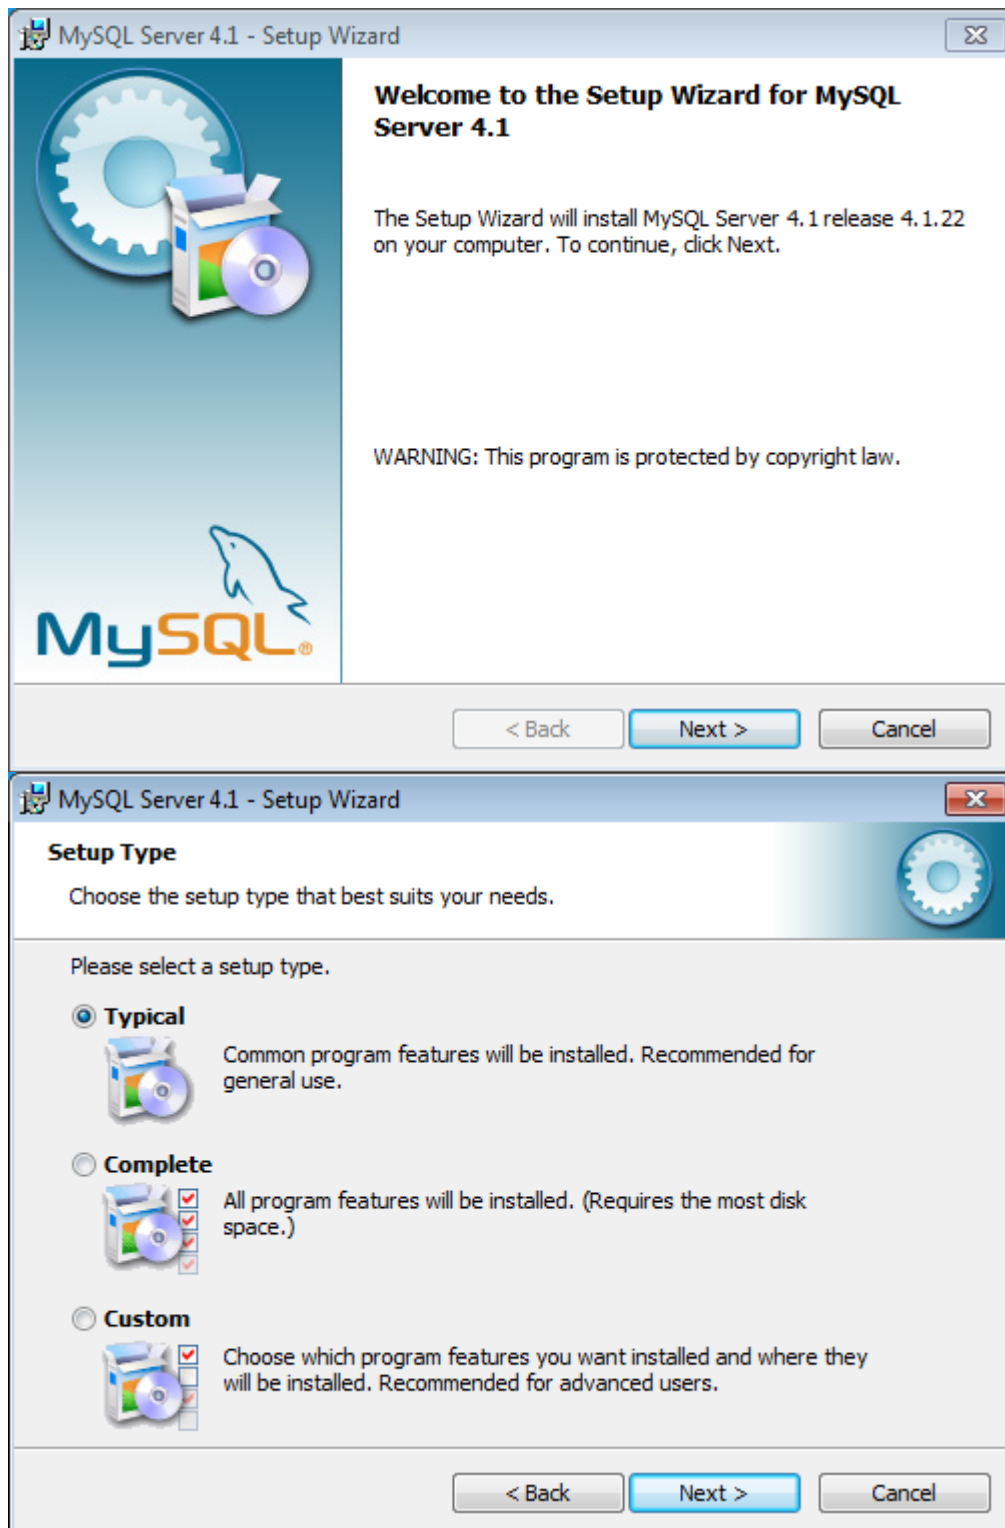 MySQL Server 4.1 - Setup Wizard
Welcome to the Setup Wizard for MySQL
Server 4.1
The Setup Wizard will install MySQL Server 4.1 release 4.1.22
on your computer. To continue, click Next.
WARNING: This program is protected by copyright law.
MySQL®
< Back Next > Cancel
MySQL Server 4.1 - Setup Wizard
Setup Type
Choose the setup type that best suits your needs.
Please select a setup type.
Typical
Common program features will be installed. Recommended for
general use.
Complete
All program features will be installed. (Requires the most disk
space.)
Custom
Choose which program features you want installed and where they
will be installed. Recommended for advanced users.
< Back Next > Cancel